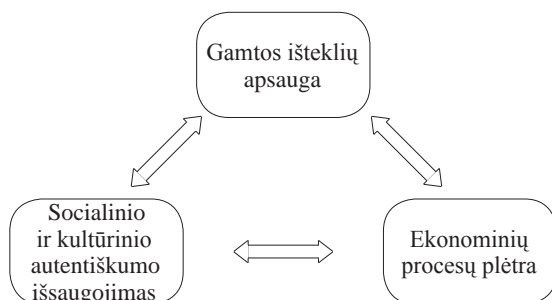 Gamtos išteklių
apsauga
Socialinio
ir kultūrinio
autentiškumo
išsaugojimas
Ekonominių
procesų plėtra